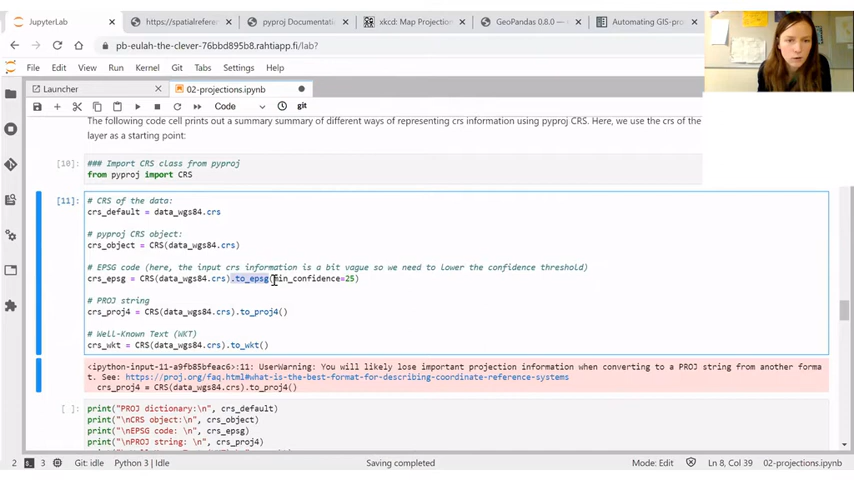 JupyterLab
https://spatialrefere
pyproj Documentati
xkcd: Map Projection
GeoPandas 0.8.0 —
Automating GIS-pro
pb-eulah-the-clever-76bbd895b8.rahtiapp.fi/lab?
File Edit View Run Kernel Git Tabs Settings Help
Launcher
02-projections.ipynb
Code
git
The following code cell prints out a summary summary of different ways of representing crs information using pyproj CRS. Here, we use the crs of the
layer as a starting point:
[10]: ### Import CRS class from pyproj
from pyproj import CRS
[11]: # CRS of the data:
crs_default = data_wgs84.crs
# pyproj CRS object:
crs_object = CRS(data_wgs84.crs)
# EPSG code (here, the input crs information is a bit vague so we need to lower the confidence threshold)
crs_epsg = CRS(data_wgs84.crs).to_epsg(min_confidence=25)
# PROJ string
crs_proj4 = CRS(data_wgs84.crs).to_proj4()
# Well-Known Text (WKT)
crs_wkt = CRS(data_wgs84.crs).to_wkt()
<ipython-input-11-a9fb85bfeac6>:11: UserWarning: You will likely lose important projection information when converting to a PROJ string from another forma
t. See: https://proj.org/faq.html#what-is-the-best-format-for-describing-coordinate-reference-systems
crs_proj4 = CRS(data_wgs84.crs).to_proj4()
[ ]: print("PROJ dictionary:\n", crs_default)
print("\nCRS object:\n", crs_object)
print("\nEPSG code: \n", crs_epsg)
print("\nPROJ string: \n", crs_proj4)
2 3 Git: idle Python 3 | Idle Saving completed Mode: Edit Ln 8, Col 39 02-projections.ipynb